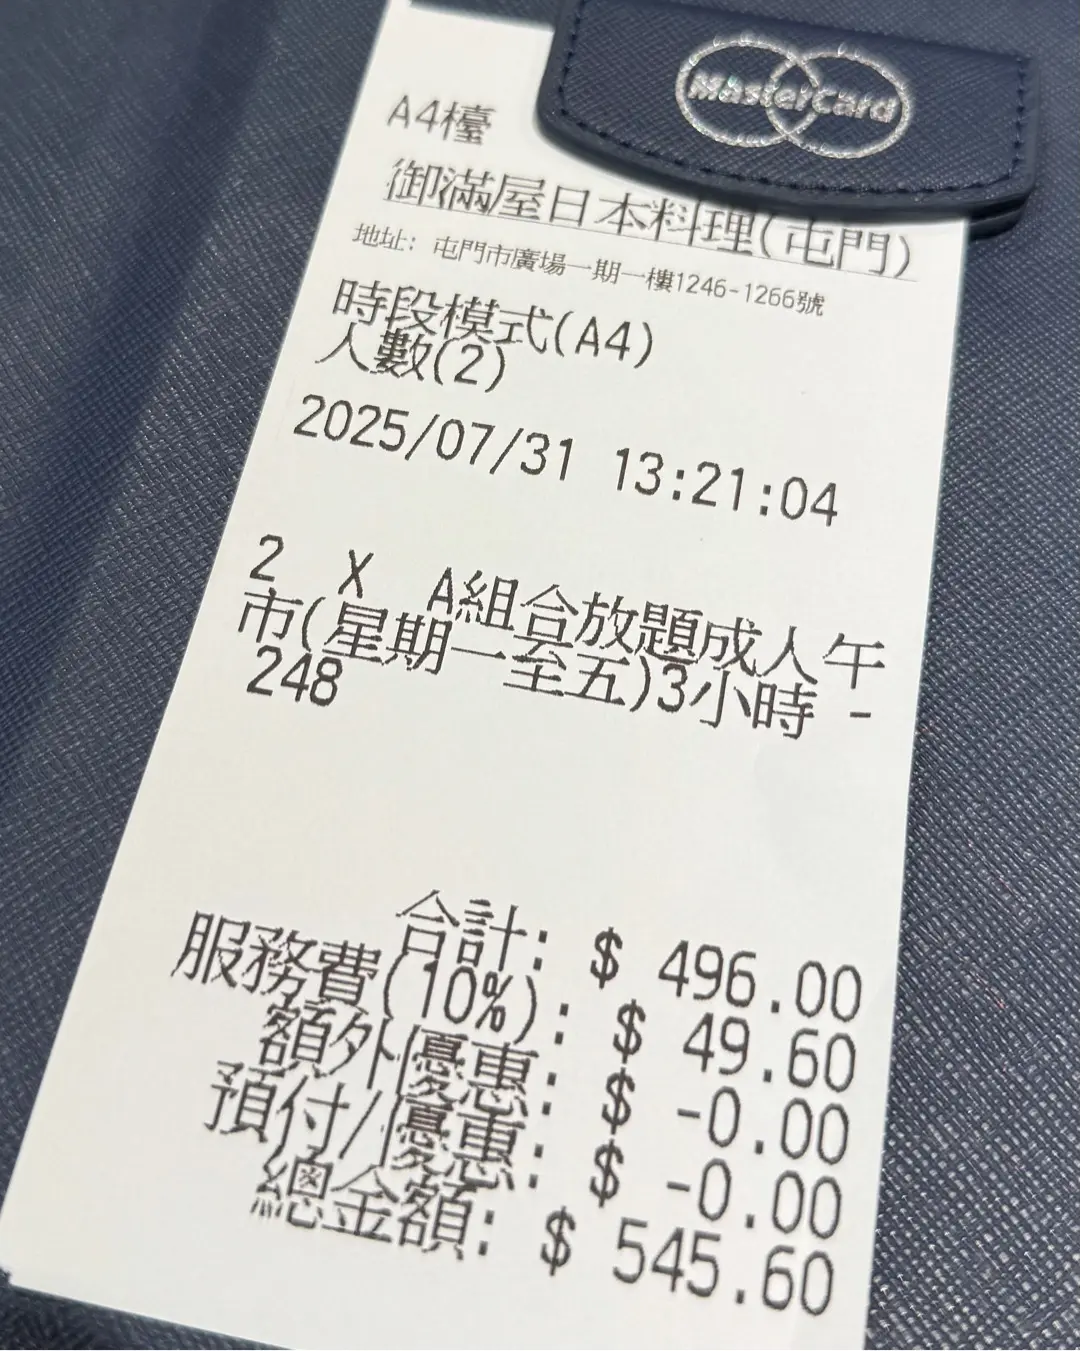 MasterCard
A4檯
御滿屋日本料理(屯門)
地址: 屯門市廣場一期一樓1246-1266號
時段模式(A4)
人數(2)
2025/07/31 13:21:04
2 X A組合放題成人午
市(星期一至五)3小時 -
248
合計: $ 496.00
服務費(10%): $ 49.60
額外優惠: $ -0.00
預付/優惠: $ -0.00
總金額: $ 545.60